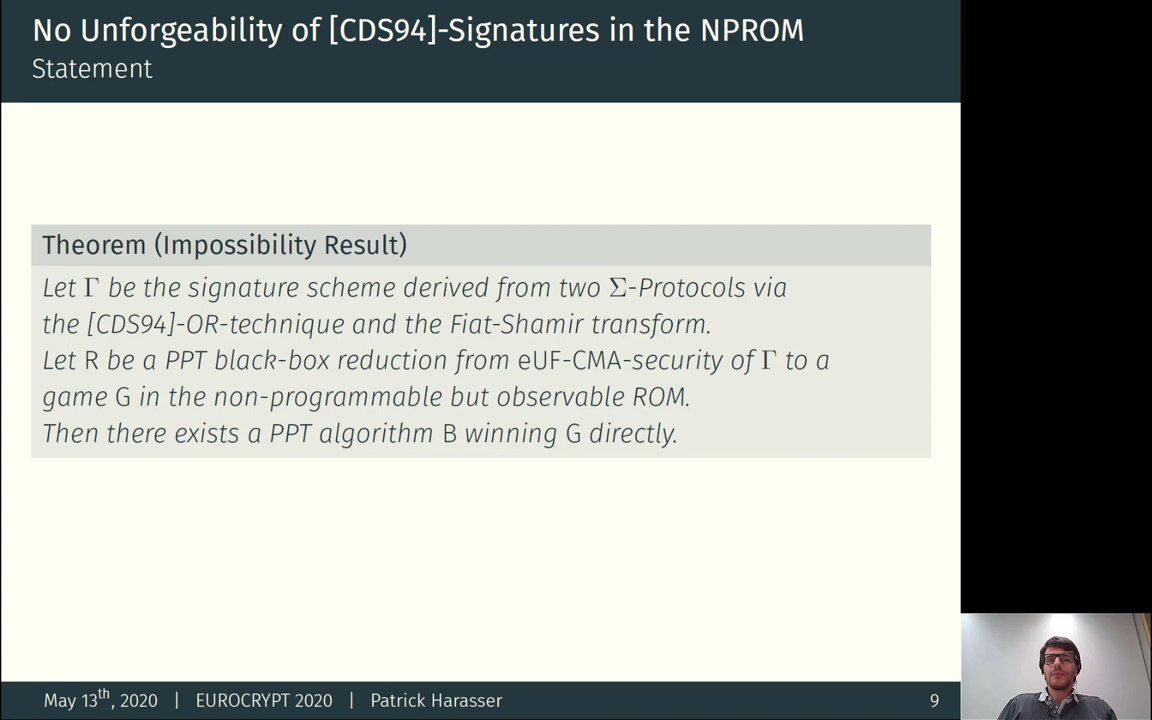 No Unforgeability of [CDS94]-Signatures in the NPROM
Statement
Theorem (Impossibility Result)
Let Γ be the signature scheme derived from two Σ-Protocols via
the [CDS94]-OR-technique and the Fiat-Shamir transform.
Let R be a PPT black-box reduction from eUF-CMA-security of Γ to a
game G in the non-programmable but observable ROM.
Then there exists a PPT algorithm B winning G directly.
May 13th, 2020 | EUROCRYPT 2020 | Patrick Harasser 9